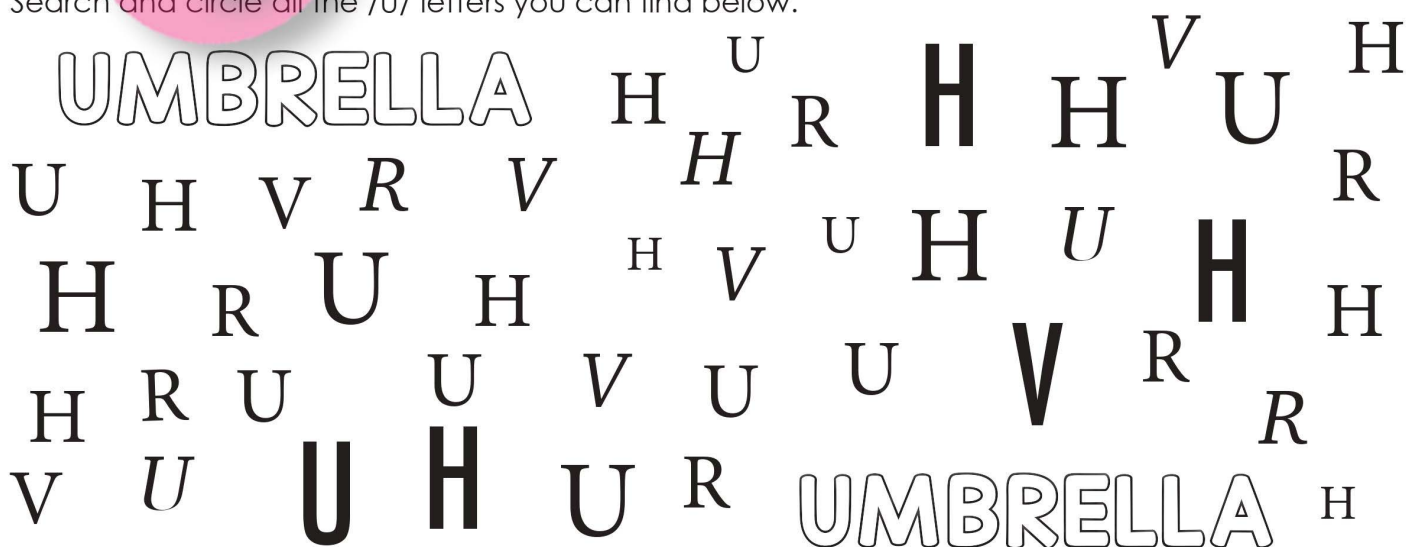 Search and circle all the /U/ letters you can find below.
UMBRELLA H U R H H V U H
U H V R V H R
H R U H H V U H U H H
H R U U V U U V R R
V U U H U R UMBRELLA H